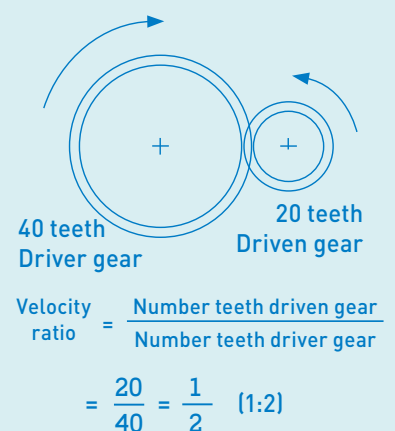 40 teeth
Driver gear
20 teeth
Driven gear
Velocity ratio = Number teeth driven gear / Number teeth driver gear
= 20/40 = 1/2 (1:2)